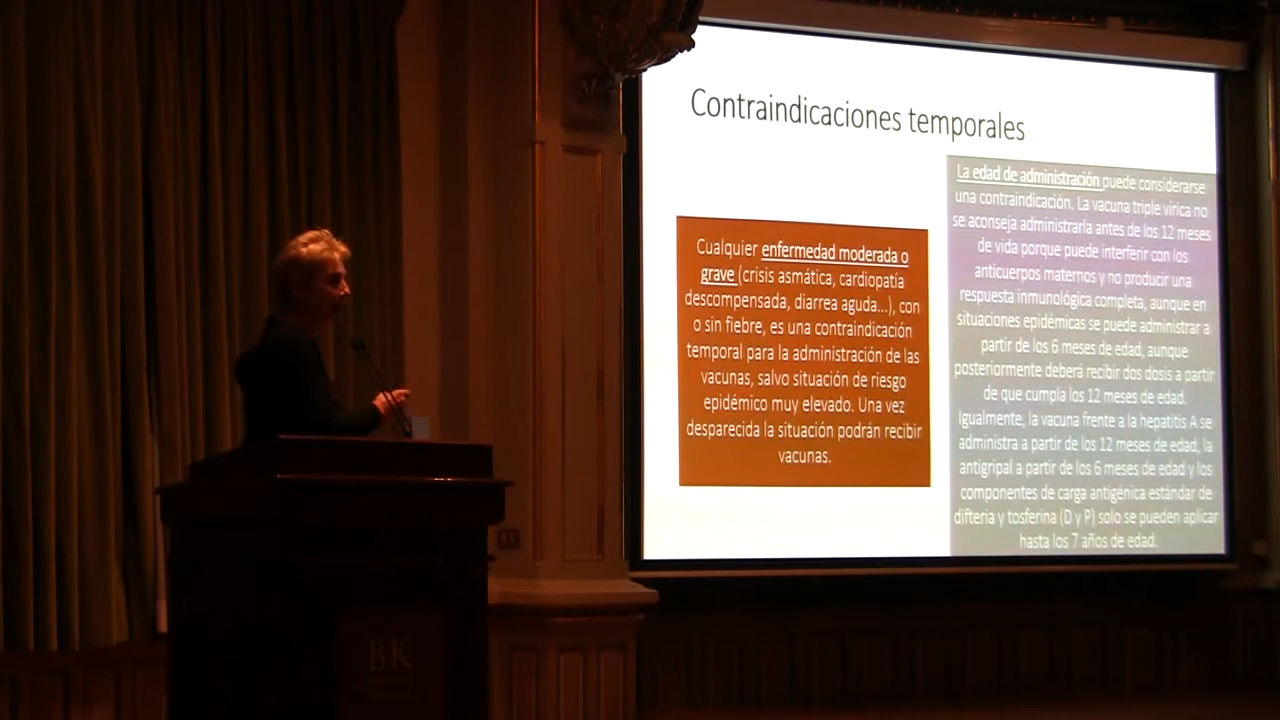 Contraindicaciones temporales
Cualquier enfermedad moderada o
grave (crisis asmática, cardiopatía
descompensada, diarrea aguda...), con
o sin fiebre, es una contraindicación
temporal para la administración de las
vacunas, salvo situación de riesgo
epidémico muy elevado. Una vez
desparecida la situación podrán recibir
vacunas.
La edad de administración puede considerarse
una contraindicación. La vacuna triple vírica no
se aconseja administrarla antes de los 12 meses
de vida porque puede interferir con los
anticuerpos maternos y no producir una
respuesta inmunológica completa, aunque en
situaciones epidémicas se puede administrar a
partir de los 6 meses de edad, aunque
posteriormente deberá recibir dos dosis a partir
de que cumpla los 12 meses de edad.
Igualmente, la vacuna frente a la hepatitis A se
administra a partir de los 12 meses de edad, la
antigripal a partir de los 6 meses de edad y los
componentes de carga antigénica estándar de
difteria y tosferina (D y P) solo se pueden aplicar
hasta los 7 años de edad.
BK